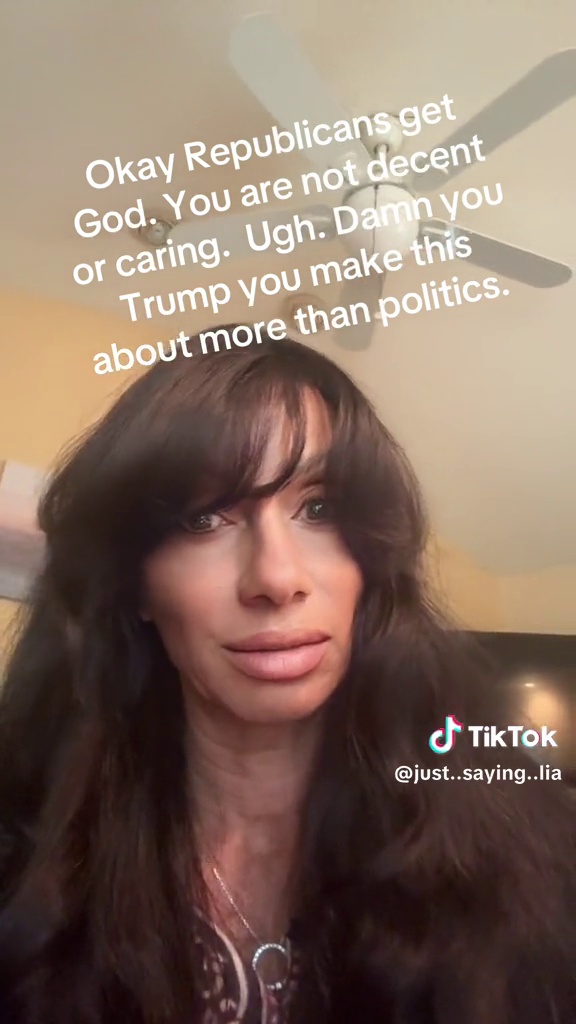 Okay Republicans get
God. You are not decent
or caring. Ugh. Damn you
Trump you make this
about more than politics.
TikTok
@just..saying..lia